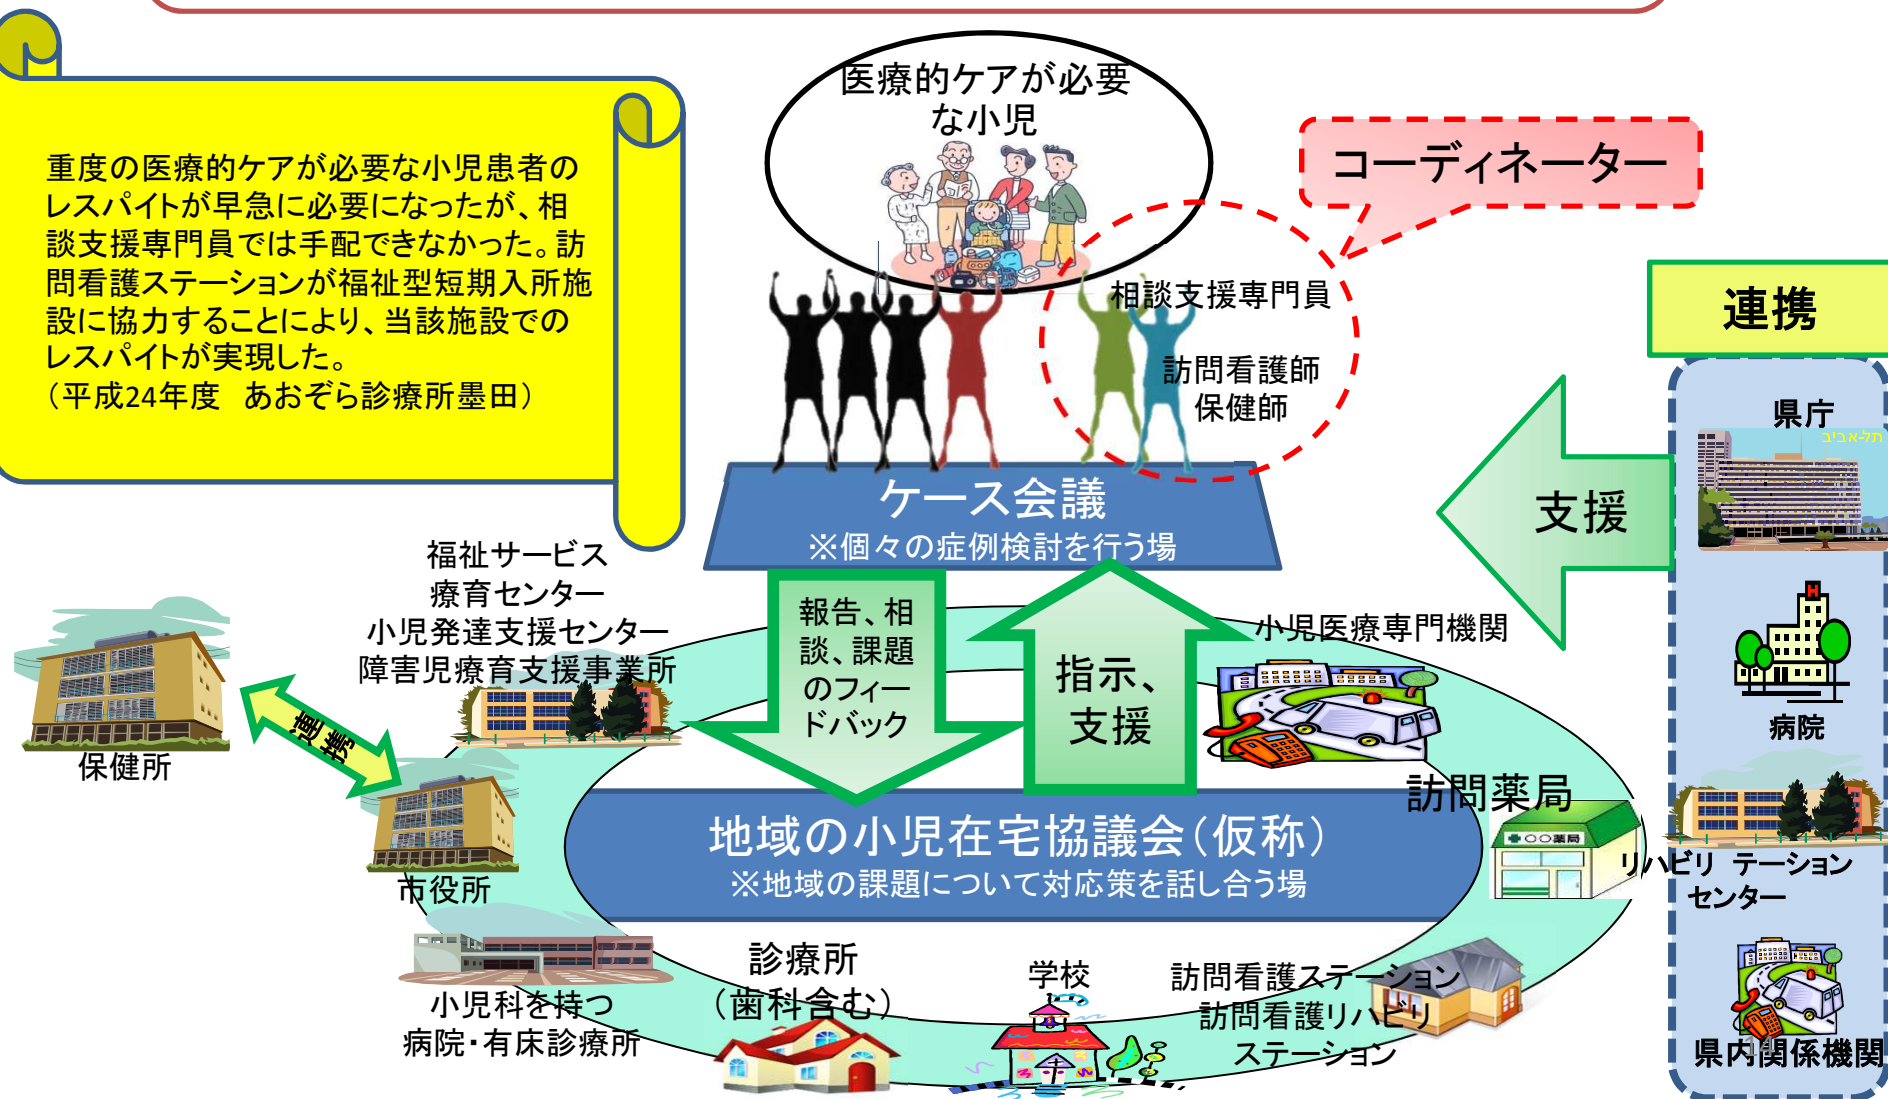 重度の医療的ケアが必要な小児患者の
レスパイトが早急に必要になったが、相
談支援専門員では手配できなかった。訪
問看護ステーションが福祉型短期入所施
設に協力することにより、当該施設での
レスパイトが実現した。
（平成24年度　あおぞら診療所墨田）
医療的ケアが必要
な小児
コーディネーター
相談支援専門員
訪問看護師
保健師
ケース会議
※個々の症例検討を行う場
連携
県庁
תל-אביב
支援
H
病院
リハビリ テーション
センター
県内関係機関
福祉サービス
療育センター
小児発達支援センター
障害児療育支援事業所
報告、相
談、課題
のフィー
ドバック
指示、
支援
小児医療専門機関
保健所
連携
市役所
訪問薬局
○○薬局
地域の小児在宅協議会（仮称）
※地域の課題について対応策を話し合う場
小児科を持つ
病院・有床診療所
診療所
（歯科含む）
学校
訪問看護ステーション
訪問看護リハビリ
ステーション